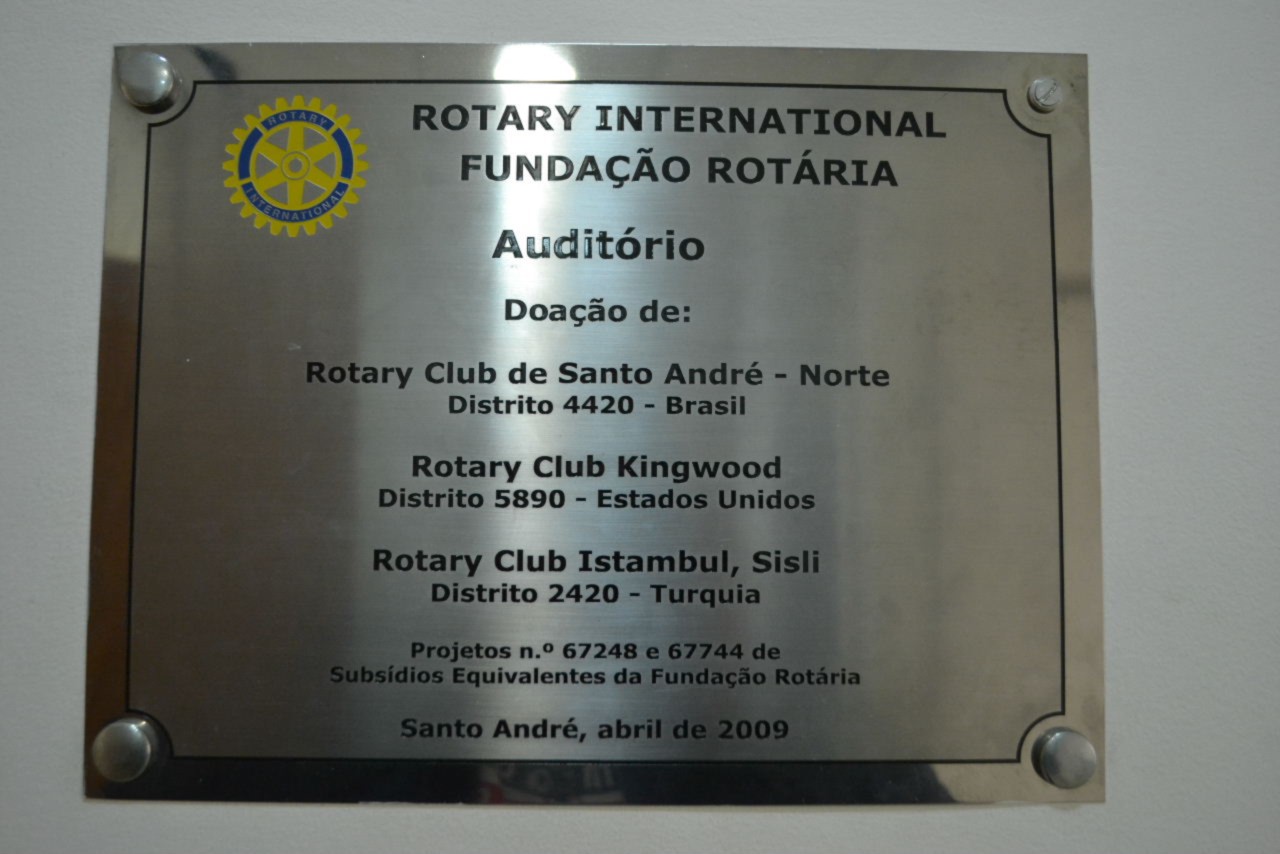 ROTARY INTERNATIONAL
FUNDAÇÃO ROTÁRIA
ROTARY
INTERNATIONAL
Auditório
Doação de:
Rotary Club de Santo André - Norte
Distrito 4420 - Brasil
Rotary Club Kingwood
Distrito 5890 - Estados Unidos
Rotary Club Istambul, Sisli
Distrito 2420 - Turquia
Projetos n.º 67248 e 67744 de
Subsídios Equivalentes da Fundação Rotária
Santo André, abril de 2009